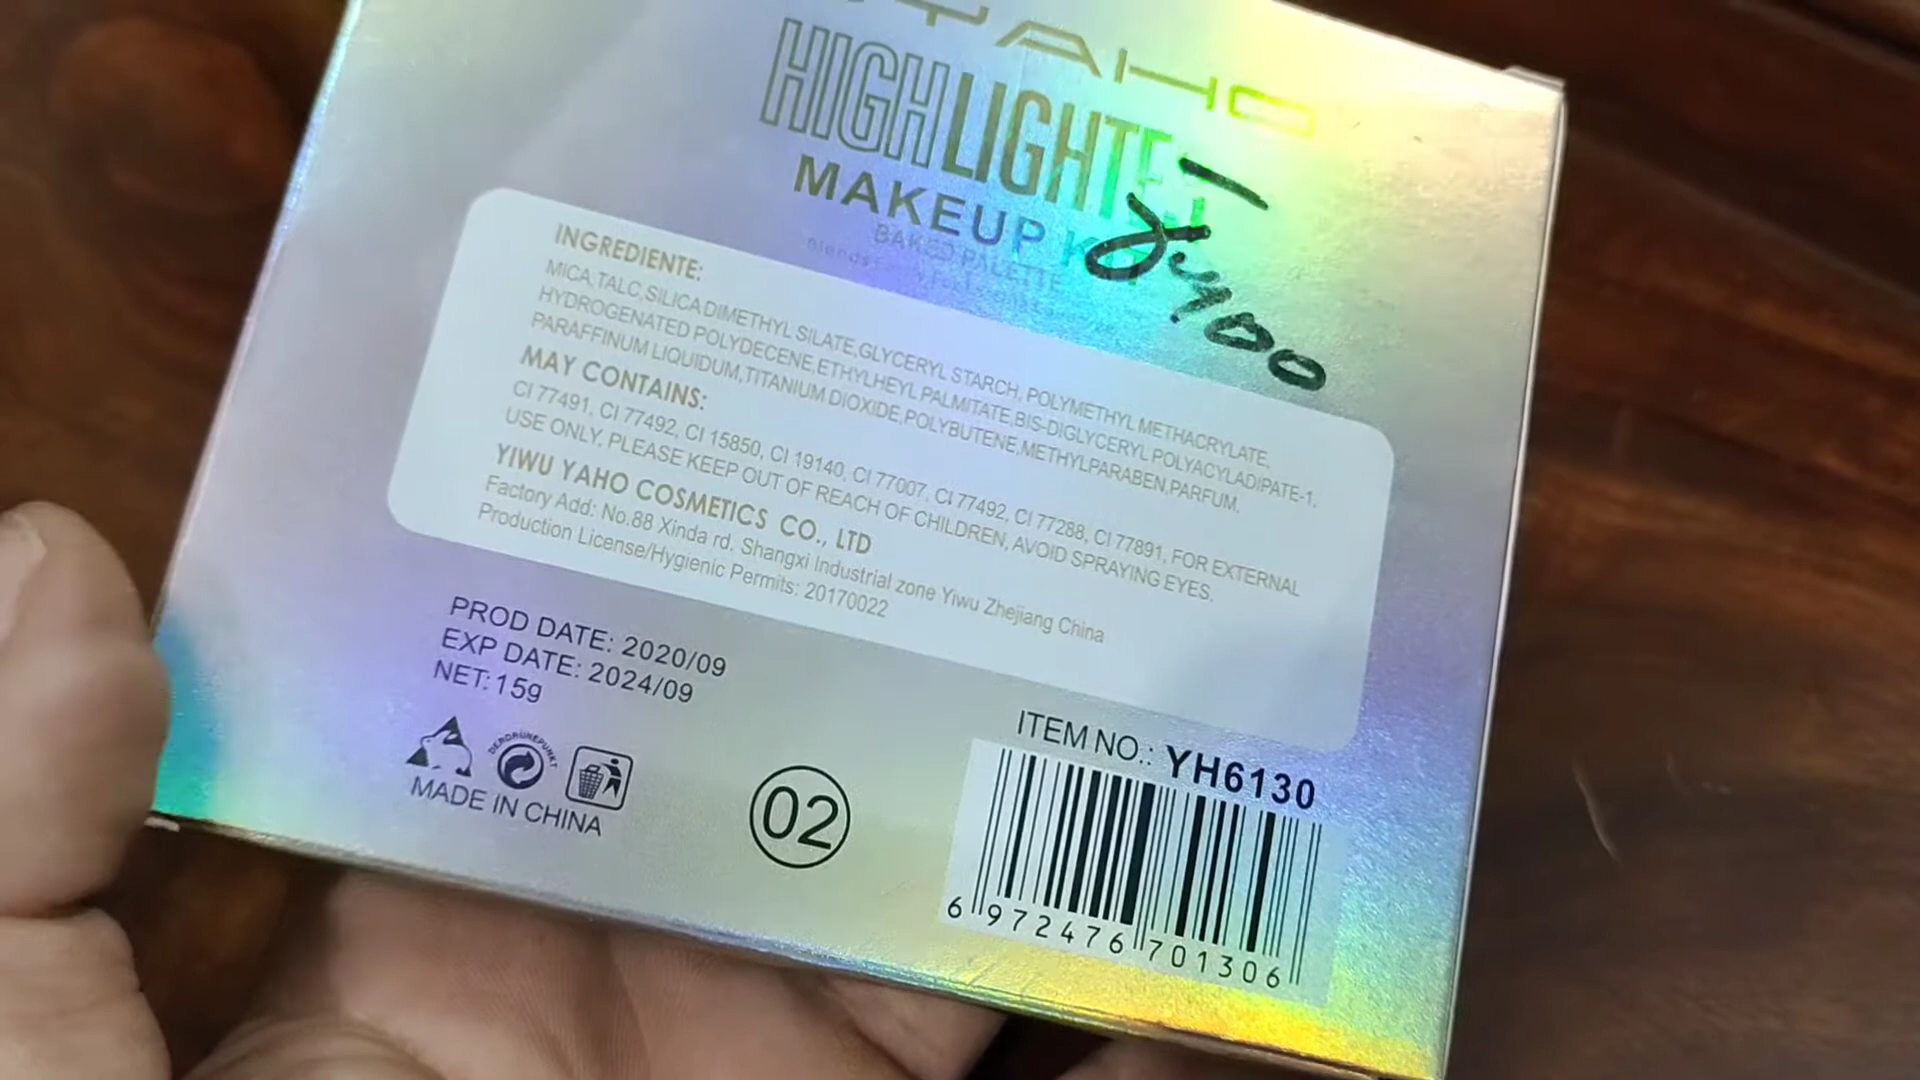 HIGHLIGHTE
MAKEUP K
BAKED PALETTE
INGREDIENTE:
MICA,TALC,SILICA DIMETHYL SILATE,GLYCERYL STARCH, POLYMETHYL METHACRYLATE,
HYDROGENATED POLYDECENE,ETHYLHEYL PALMITATE,BIS-DIGLYCERYL POLYACYLADIPATE-1,
PARAFFINUM LIQUIDUM,TITANIUM DIOXIDE,POLYBUTENE,METHYLPARABEN,PARFUM.
MAY CONTAINS:
CI 77491, CI 77492, CI 15850, CI 19140, CI 77007, CI 77492, CI 77288, CI 77891, FOR EXTERNAL
USE ONLY. PLEASE KEEP OUT OF REACH OF CHILDREN, AVOID SPRAYING EYES.
YIWU YAHO COSMETICS CO., LTD
Factory Add: No.88 Xinda rd, Shangxi Industrial zone Yiwu Zhejiang China
Production License/Hygienic Permits: 20170022
PROD DATE: 2020/09
EXP DATE: 2024/09
NET: 15g
DERGRÜNEPUNKT
MADE IN CHINA
02
ITEM NO.: YH6130
6 972476 701306